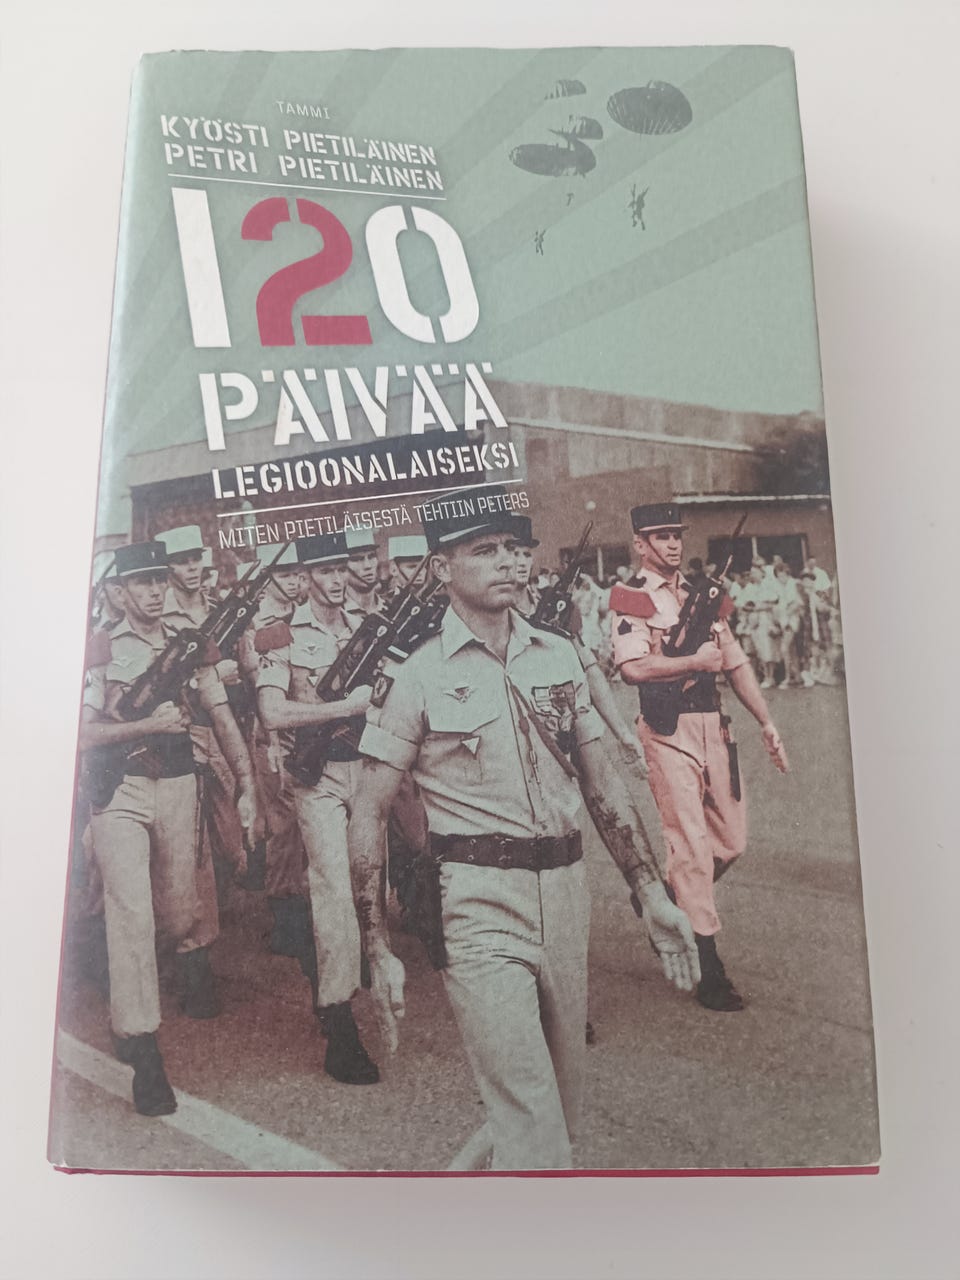 TAMMI
KYÖSTI PIETILÄINEN
PETRI PIETILÄINEN
120
PÄIVÄÄ
LEGIOONALAISEKSI
MITEN PIETILÄISESTÄ TEHTIIN PETERS